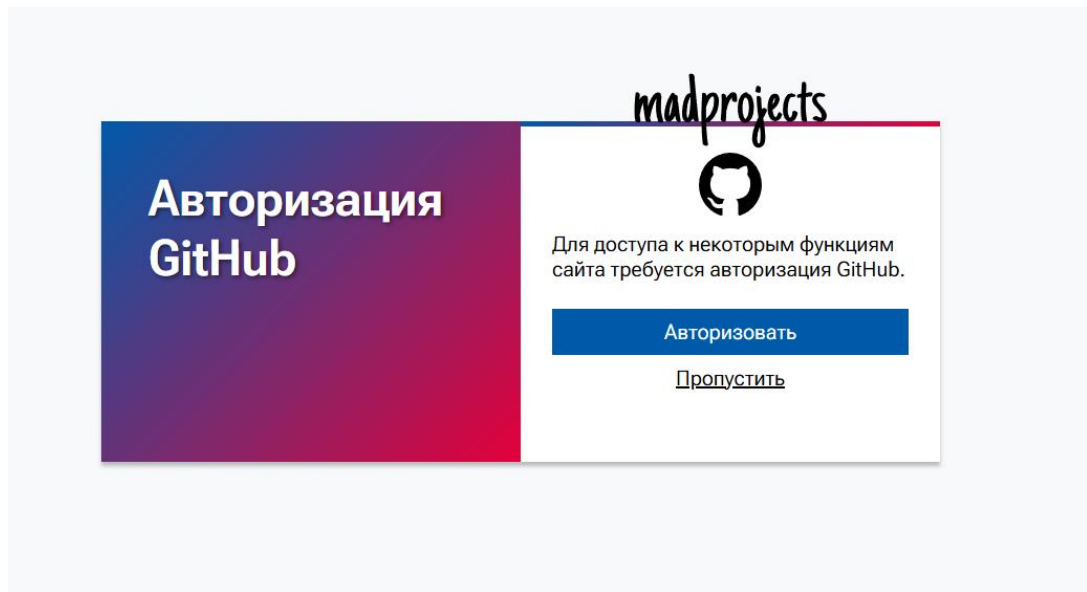 madprojects
Авторизация
GitHub
Для доступа к некоторым функциям
сайта требуется авторизация GitHub.
Авторизовать
Пропустить